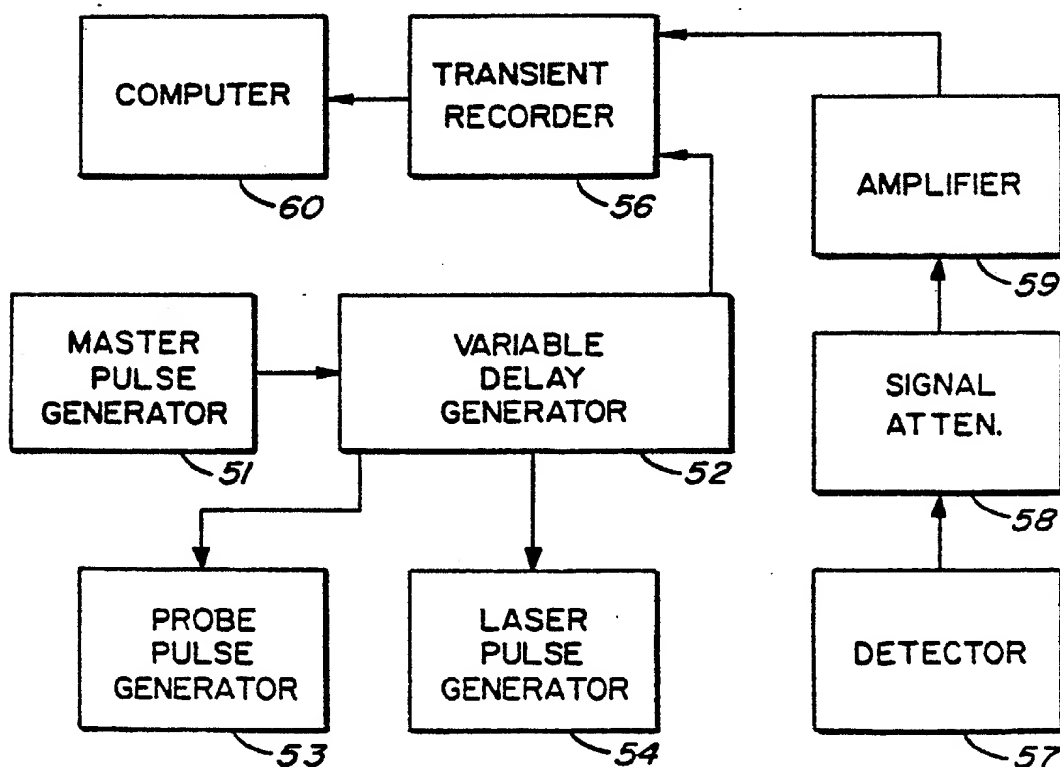 COMPUTER
60
TRANSIENT
RECORDER
56
AMPLIFIER
59
MASTER
PULSE
GENERATOR
51
VARIABLE
DELAY
GENERATOR
52
SIGNAL
ATTEN.
58
PROBE
PULSE
GENERATOR
53
LASER
PULSE
GENERATOR
54
DETECTOR
57